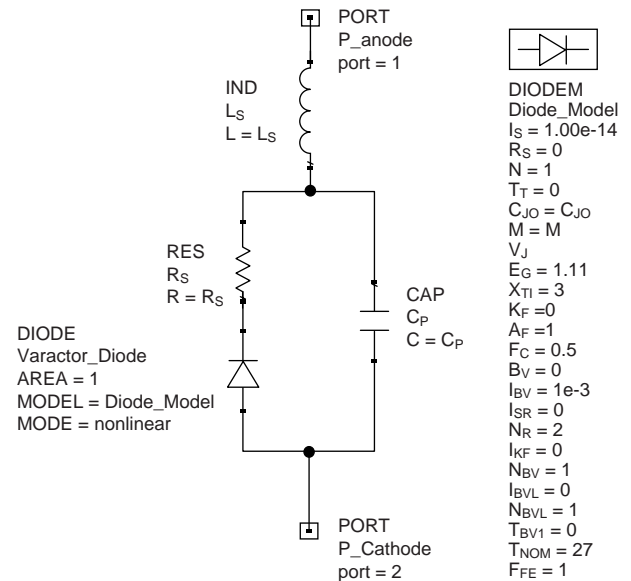 PORT
P_anode
port = 1
IND
LS
L = LS
RES
RS
R = RS
CAP
CP
C = CP
DIODE
Varactor_Diode
AREA = 1
MODEL = Diode_Model
MODE = nonlinear
PORT
P_Cathode
port = 2
DIODEM
Diode_Model
IS = 1.00e-14
RS = 0
N = 1
TT = 0
CJO = CJO
M = M
VJ
EG = 1.11
XTI = 3
KF =0
AF =1
FC = 0.5
BV = 0
IBV = 1e-3
ISR = 0
NR = 2
IKF = 0
NBV = 1
IBVL = 0
NBVL = 1
TBV1 = 0
TNOM = 27
FFE = 1